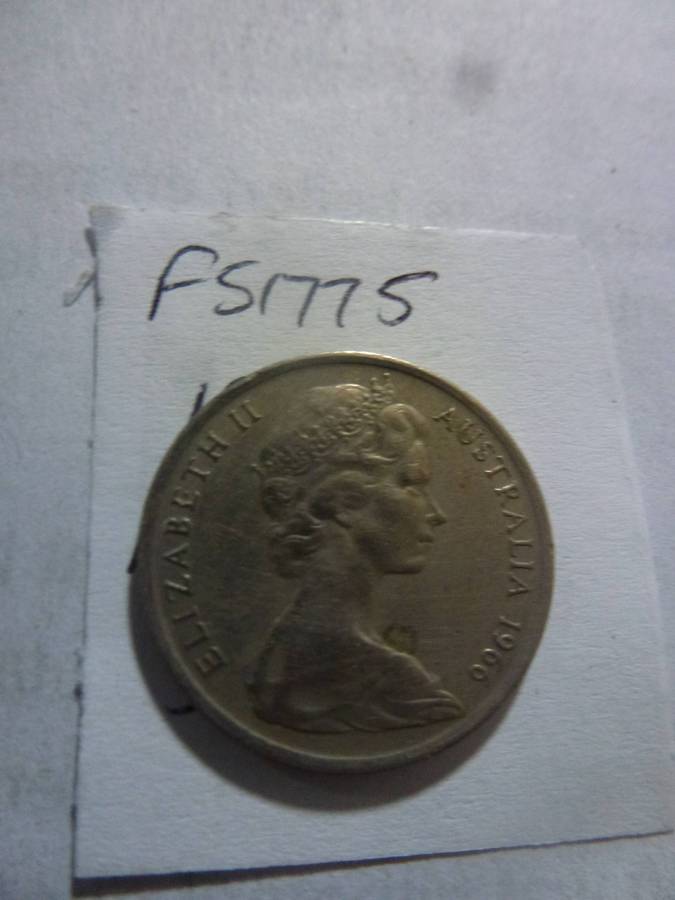 FS1775
ELIZABETH II
AUSTRALIA 1966